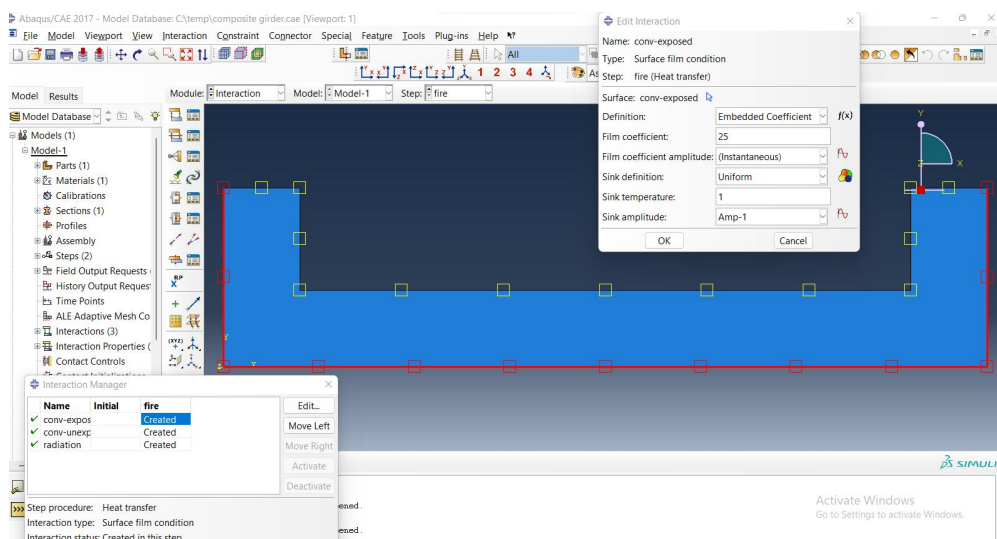 Abaqus/CAE 2017 - Model Database: C:\temp\composite girder.cae [Viewport: 1]
File Model Viewport View Interaction Constraint Connector Special Feature Tools Plug-ins Help
All
1 2 3 4 As
Model Results
Module: Interaction Model: Model-1 Step: fire
Model Database
Models (1)
Model-1
Parts (1)
Materials (1)
Calibrations
Sections (1)
Profiles
Assembly
Steps (2)
Field Output Requests
History Output Request
Time Points
ALE Adaptive Mesh Co
Interactions (3)
Interaction Properties (
Contact Controls
RP
(XYZ)
Y
Z
X
Y
Edit Interaction
Name: conv-exposed
Type: Surface film condition
Step: fire (Heat transfer)
Surface: conv-exposed
Definition: Embedded Coefficient f(x)
Film coefficient: 25
Film coefficient amplitude: (Instantaneous)
Sink definition: Uniform
Sink temperature: 1
Sink amplitude: Amp-1
OK Cancel
Interaction Manager
Name Initial fire Edit...
conv-expos Created
conv-unexp Created
radiation Created
Move Left
Move Right
Activate
Deactivate
Step procedure: Heat transfer
Interaction type: Surface film condition
Interaction status: Created in this step
ened.
ened.
SIMULI
Activate Windows
Go to Settings to activate Windows.